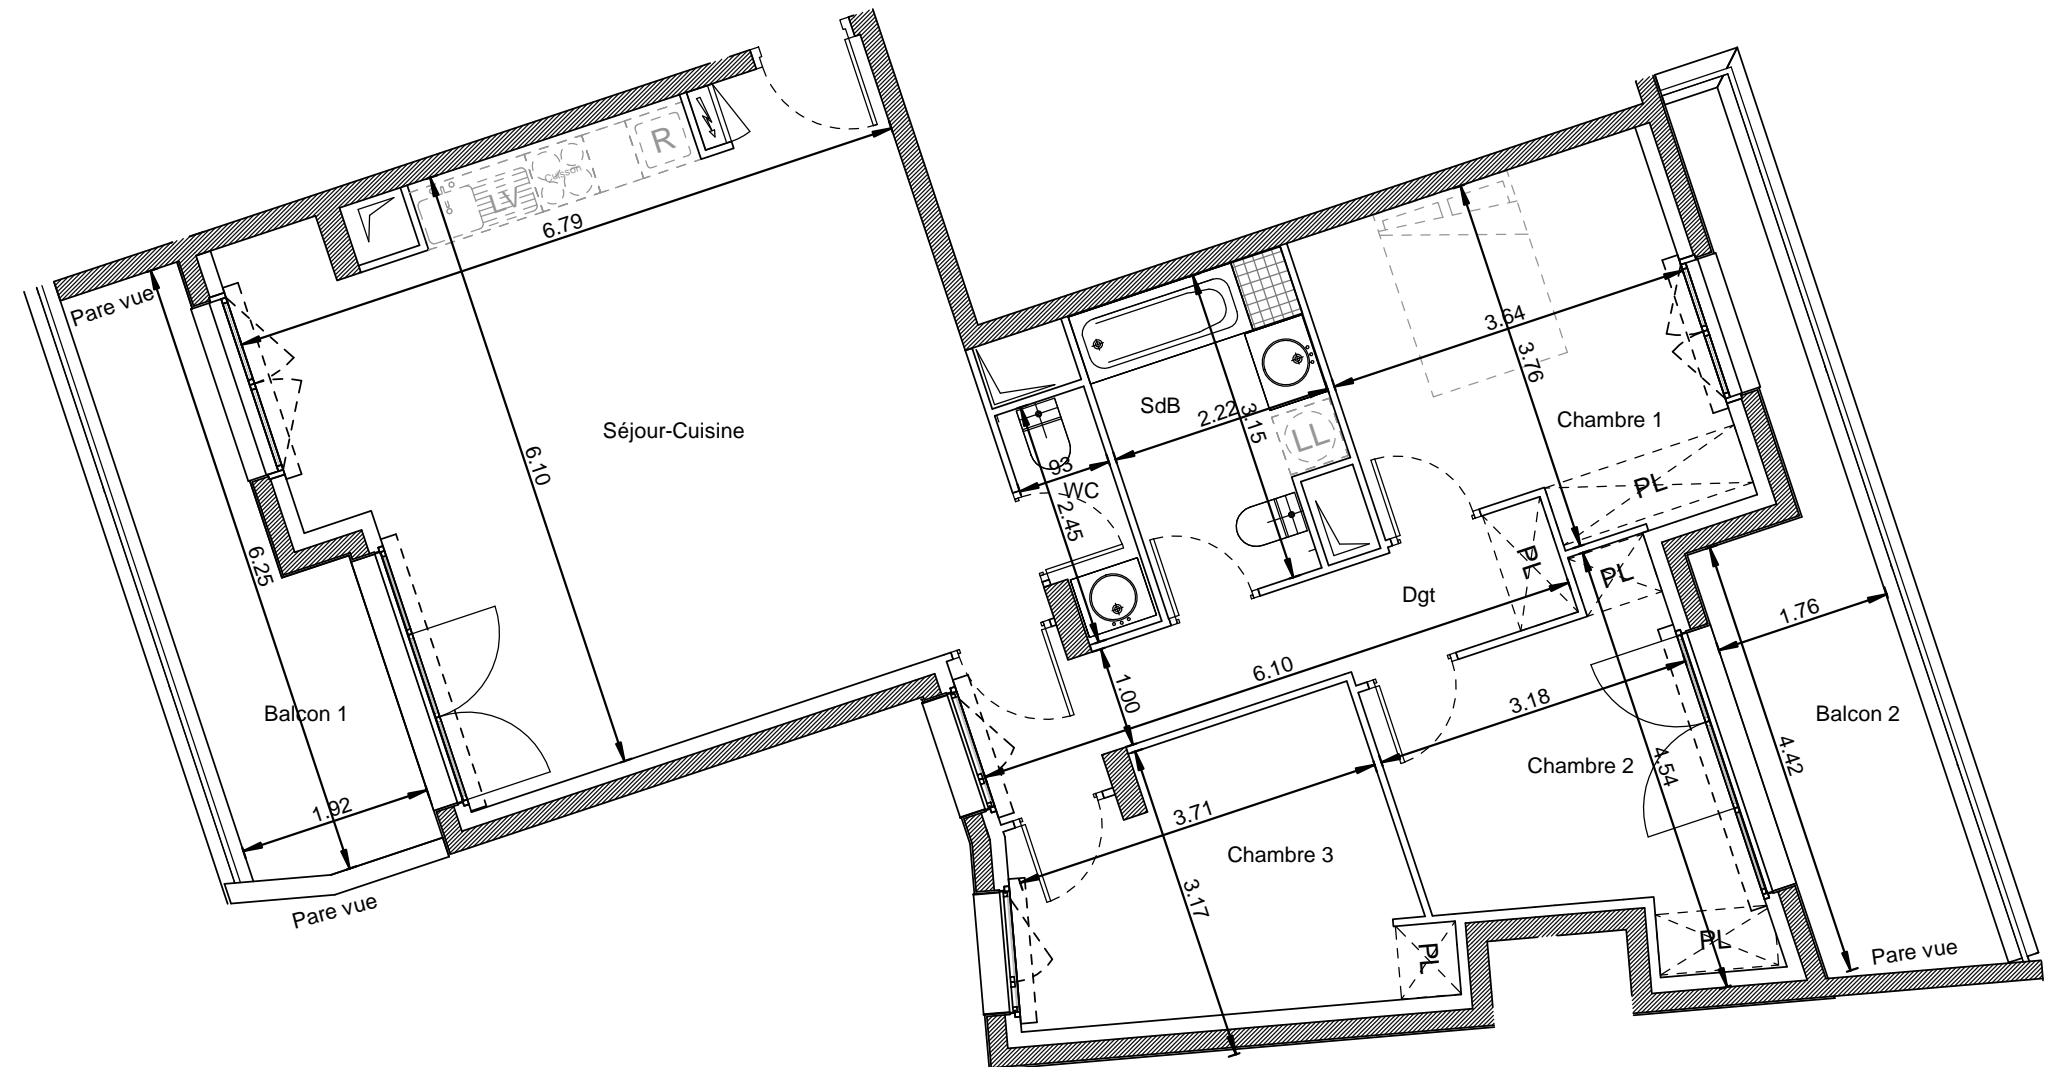 R
Cuisson
LV
6.79
Pare vue
3.64
3.76
SdB
2.22
3.15
Chambre 1
LL
Séjour-Cuisine
6.10
93
WC
2.45
PL
PL
PL
6.25
Dgt
1.76
6.10
1.00
3.18
Balcon 1
Balcon 2
4.42
4.54
Chambre 2
1.92
3.71
Chambre 3
3.17
Pare vue
PL
PL
Pare vue